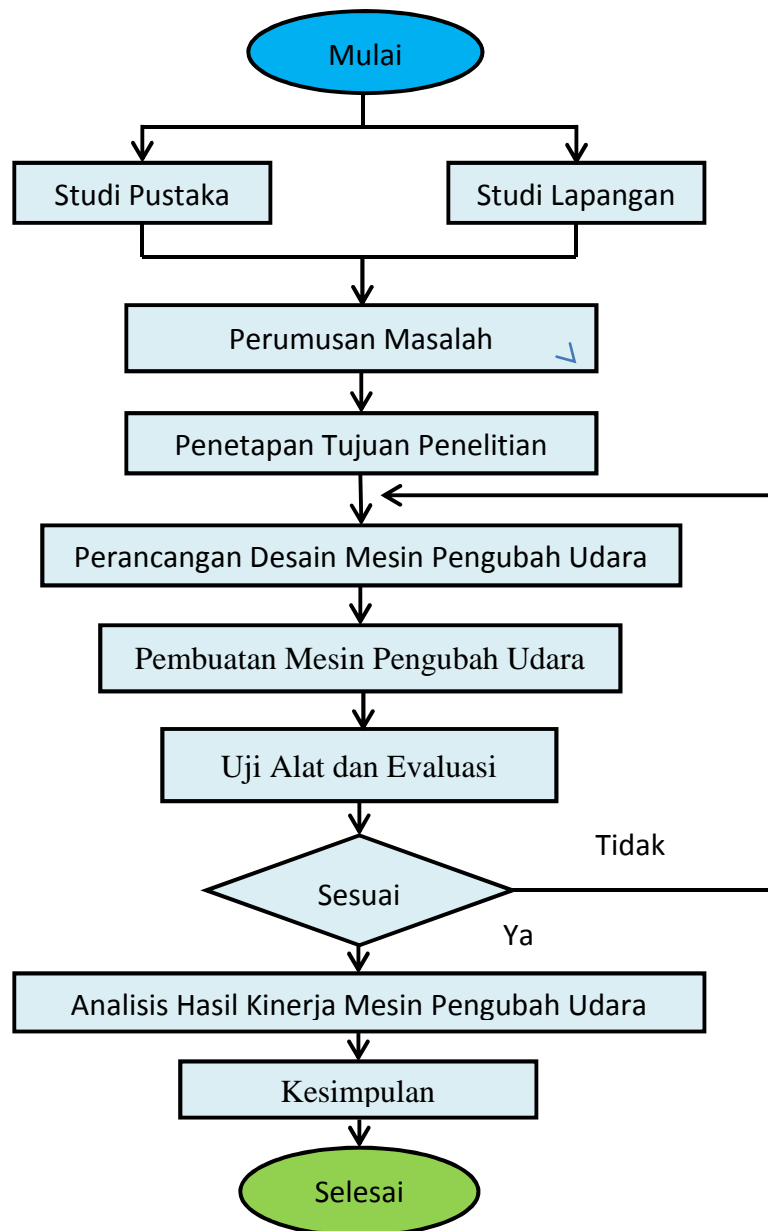 Mulai
Studi Pustaka
Studi Lapangan
Perumusan Masalah
Penetapan Tujuan Penelitian
Perancangan Desain Mesin Pengubah Udara
Pembuatan Mesin Pengubah Udara
Uji Alat dan Evaluasi
Tidak
Sesuai
Ya
Analisis Hasil Kinerja Mesin Pengubah Udara
Kesimpulan
Selesai